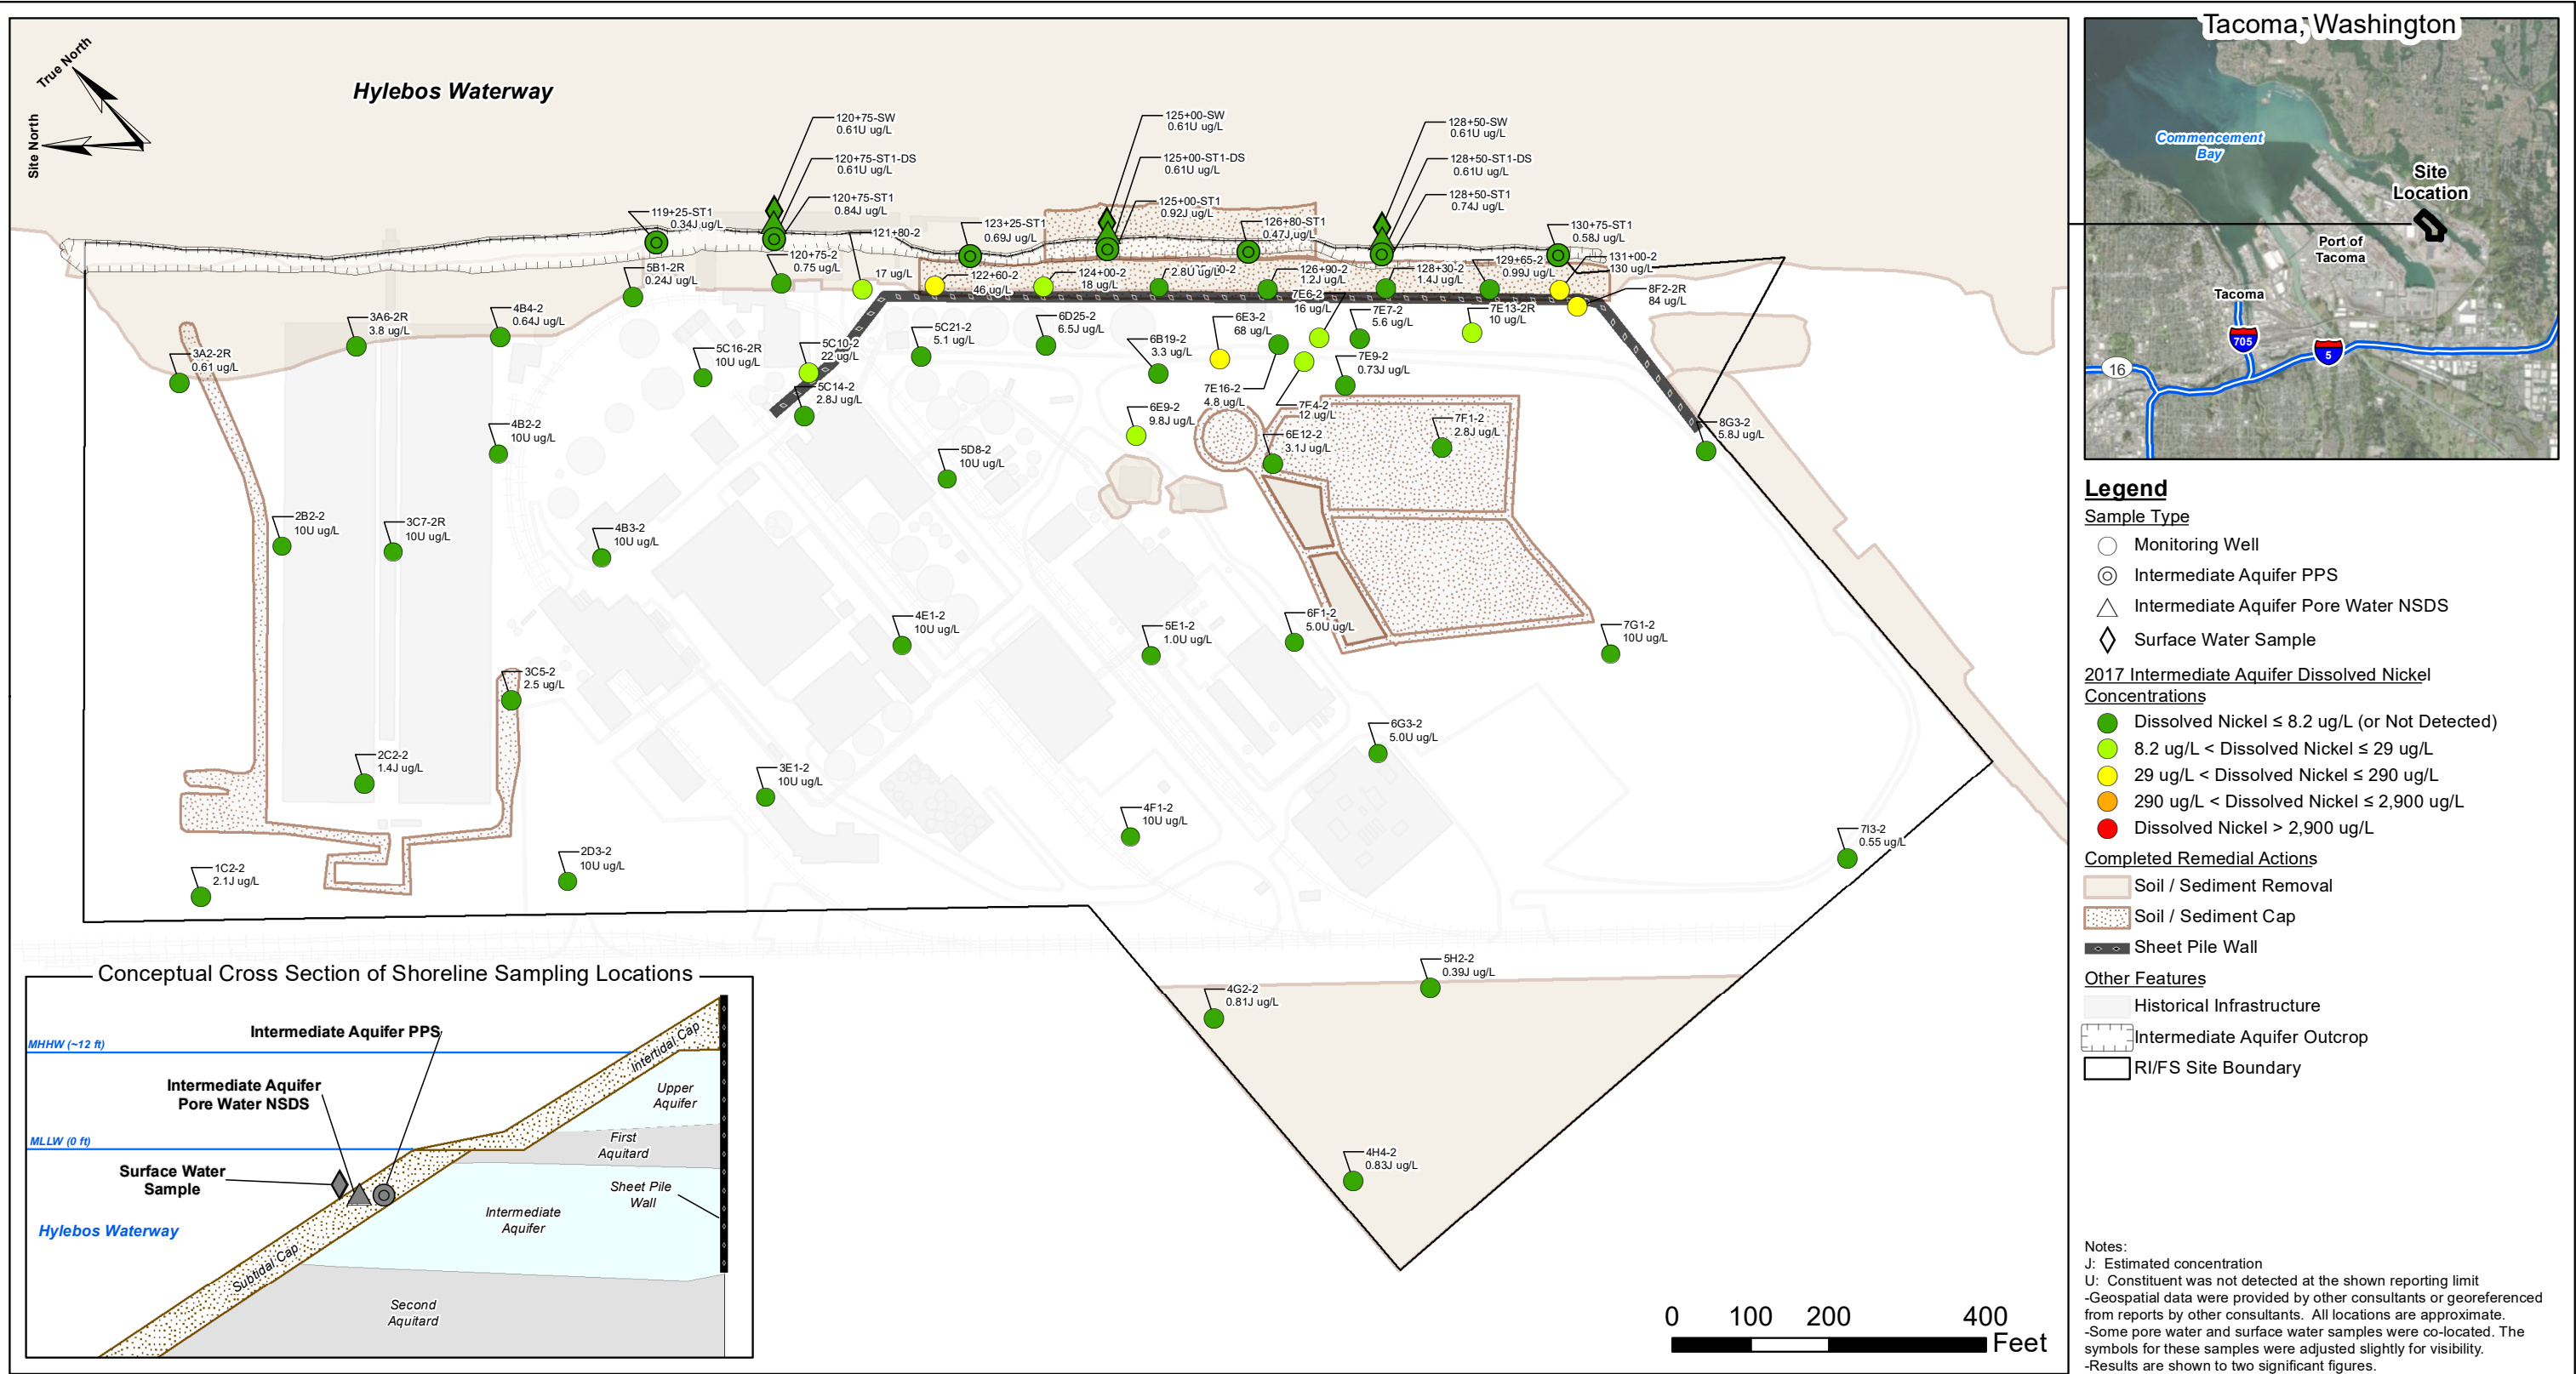 True North
Site North
Hylebos Waterway
120+75-SW
0.61U ug/L
120+75-ST1-DS
0.61U ug/L
120+75-ST1
0.84J ug/L
125+00-SW
0.61U ug/L
125+00-ST1-DS
0.61U ug/L
125+00-ST1
0.92J ug/L
128+50-SW
0.61U ug/L
128+50-ST1-DS
0.61U ug/L
128+50-ST1
0.74J ug/L
119+25-ST1
0.34J ug/L
123+25-ST1
0.69J ug/L
126+80-ST1
0.47J ug/L
130+75-ST1
0.58J ug/L
121+80-2
17 ug/L
120+75-2
0.75 ug/L
5B1-2R
0.24J ug/L
122+60-2
46 ug/L
124+00-2
18 ug/L
2.8U ug/L
126+90-2
1.2J ug/L
128+30-2
1.4J ug/L
129+65-2
0.99J ug/L
131+00-2
130 ug/L
8F2-2R
84 ug/L
3A2-2R
0.61 ug/L
3A6-2R
3.8 ug/L
4B4-2
0.64J ug/L
5C16-2R
10U ug/L
5C10-2
22 ug/L
5C14-2
2.8J ug/L
5C21-2
5.1 ug/L
6D25-2
6.5J ug/L
6B19-2
3.3 ug/L
6E3-2
68 ug/L
7E6-2
16 ug/L
7E7-2
5.6 ug/L
7E13-2R
10 ug/L
7E9-2
0.73J ug/L
7E16-2
4.8 ug/L
7F4-2
12 ug/L
6E9-2
9.8J ug/L
6E12-2
3.1J ug/L
7F1-2
2.8J ug/L
8G3-2
5.8J ug/L
4B2-2
10U ug/L
5D8-2
10U ug/L
2B2-2
10U ug/L
3C7-2R
10U ug/L
4B3-2
10U ug/L
4E1-2
10U ug/L
5E1-2
1.0U ug/L
6F1-2
5.0U ug/L
7G1-2
10U ug/L
3C5-2
2.5 ug/L
6G3-2
5.0U ug/L
2C2-2
1.4J ug/L
3E1-2
10U ug/L
4F1-2
10U ug/L
7I3-2
0.55 ug/L
1C2-2
2.1J ug/L
2D3-2
10U ug/L
5H2-2
0.39J ug/L
4G2-2
0.81J ug/L
4H4-2
0.83J ug/L
Conceptual Cross Section of Shoreline Sampling Locations
Intermediate Aquifer PPS
MHHW (~12 ft)
Intermediate Aquifer
Pore Water NSDS
MLLW (0 ft)
Surface Water
Sample
Hylebos Waterway
Intertidal Cap
Subtidal Cap
Upper
Aquifer
First
Aquitard
Sheet Pile
Wall
Intermediate
Aquifer
Second
Aquitard
0 100 200 400
Feet
Tacoma, Washington
Commencement
Bay
Site
Location
Port of
Tacoma
Tacoma
705
5
16
Legend
Sample Type
Monitoring Well
Intermediate Aquifer PPS
Intermediate Aquifer Pore Water NSDS
Surface Water Sample
2017 Intermediate Aquifer Dissolved Nickel
Concentrations
Dissolved Nickel ≤ 8.2 ug/L (or Not Detected)
8.2 ug/L < Dissolved Nickel ≤ 29 ug/L
29 ug/L < Dissolved Nickel ≤ 290 ug/L
290 ug/L < Dissolved Nickel ≤ 2,900 ug/L
Dissolved Nickel > 2,900 ug/L
Completed Remedial Actions
Soil / Sediment Removal
Soil / Sediment Cap
Sheet Pile Wall
Other Features
Historical Infrastructure
Intermediate Aquifer Outcrop
RI/FS Site Boundary
Notes:
J: Estimated concentration
U: Constituent was not detected at the shown reporting limit
-Geospatial data were provided by other consultants or georeferenced
from reports by other consultants. All locations are approximate.
-Some pore water and surface water samples were co-located. The
symbols for these samples were adjusted slightly for visibility.
-Results are shown to two significant figures.